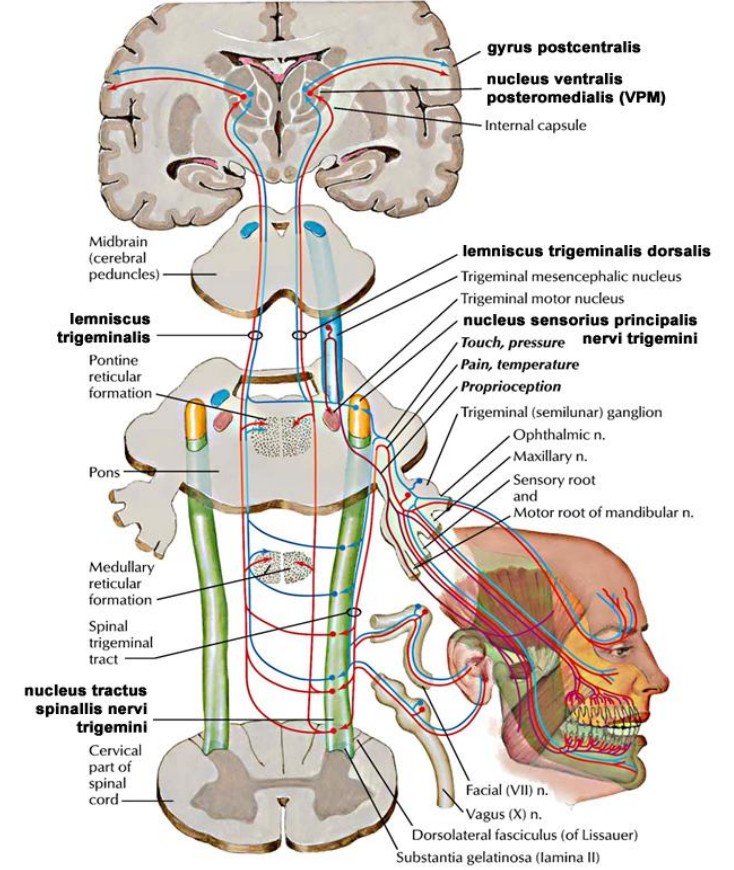 gyrus postcentralis
nucleus ventralis
posteromedialis (VPM)
Internal capsule
Midbrain
(cerebral
peduncles)
lemniscus trigeminalis dorsalis
Trigeminal mesencephalic nucleus
Trigeminal motor nucleus
lemniscus
trigeminalis
nucleus sensorius principalis
nervi trigemini
Touch, pressure
Pain, temperature
Proprioception
Pontine
reticular
formation
Trigeminal (semilunar) ganglion
Ophthalmic n.
Maxillary n.
Sensory root
and
Motor root of mandibular n.
Pons
Medullary
reticular
formation
Spinal
trigeminal
tract
nucleus tractus
spinallis nervi
trigemini
Cervical
part of
spinal
cord
Facial (VII) n.
Vagus (X) n.
Dorsolateral fasciculus (of Lissauer)
Substantia gelatinosa (lamina II)